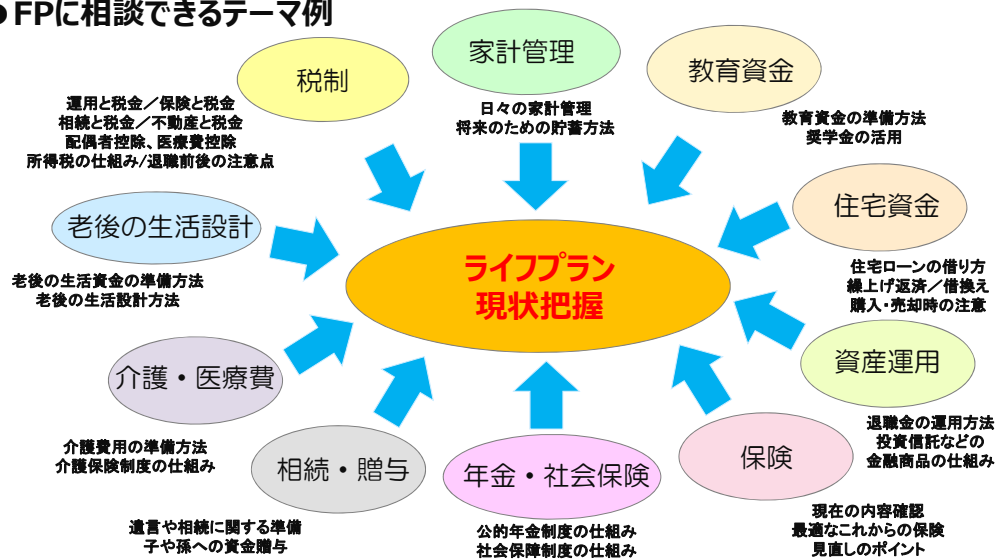 ●FPに相談できるテーマ例
税制
運用と税金／保険と税金
相続と税金／不動産と税金
配偶者控除、医療費控除
所得税の仕組み/退職前後の注意点
家計管理
日々の家計管理
将来のための貯蓄方法
教育資金
教育資金の準備方法
奨学金の活用
老後の生活設計
老後の生活資金の準備方法
老後の生活設計方法
ライフプラン
現状把握
住宅資金
住宅ローンの借り方
繰上げ返済／借換え
購入・売却時の注意
介護・医療費
介護費用の準備方法
介護保険制度の仕組み
資産運用
退職金の運用方法
投資信託などの
金融商品の仕組み
相続・贈与
遺言や相続に関する準備
子や孫への資金贈与
年金・社会保険
公的年金制度の仕組み
社会保障制度の仕組み
保険
現在の内容確認
最適なこれからの保険
見直しのポイント